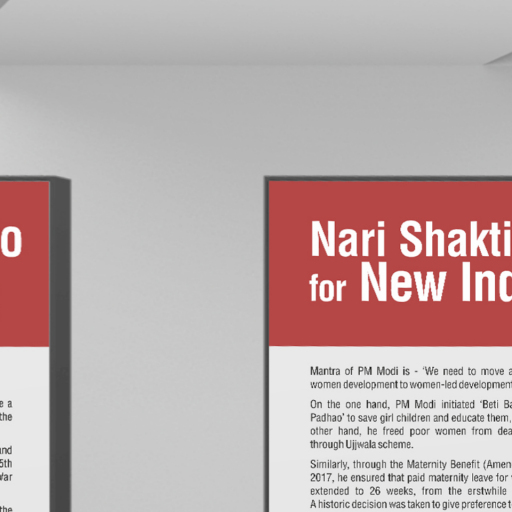 o
e a
the
and
5th
the
Nari Shakti
for New Ind
Mantra of PM Modi is - ‘We need to move a
women development to women-led development
On the one hand, PM Modi initiated ‘Beti Ba
Padhao’ to save girl children and educate them,
other hand, he freed poor women from dea
through Ujjwala scheme.
Similarly, through the Maternity Benefit (Amen
2017, he ensured that paid maternity leave for
extended to 26 weeks, from the erstwhile
A historic decision was taken to give preference t